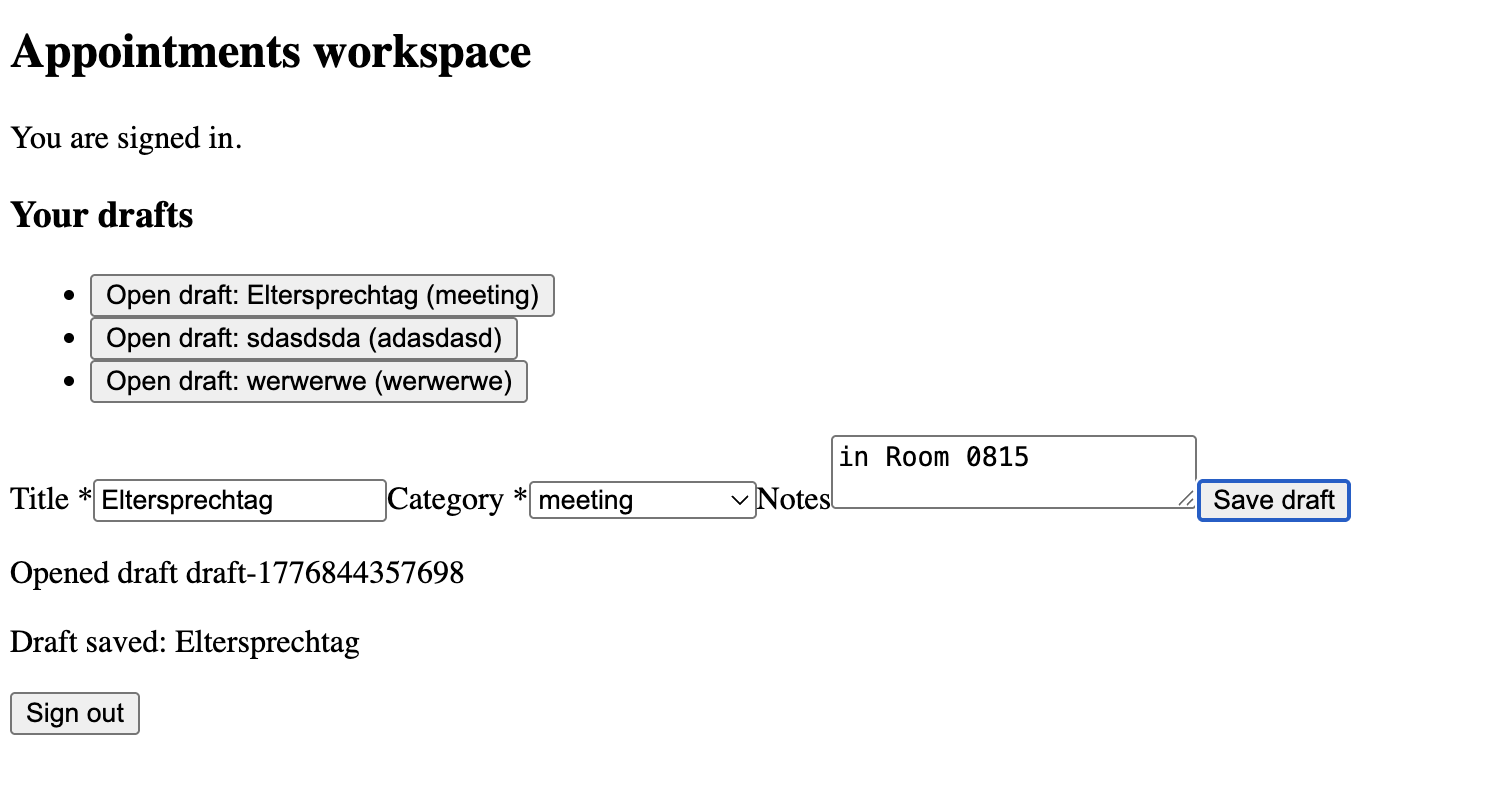 Appointments workspace
You are signed in.
Your drafts
Open draft: Eltersprechtag (meeting)
Open draft: sdasdsda (adasdasd)
Open draft: werwerwe (werwerwe)
Title * Eltersprechtag Category * meeting Notes in Room 0815 Save draft
Opened draft draft-1776844357698
Draft saved: Eltersprechtag
Sign out